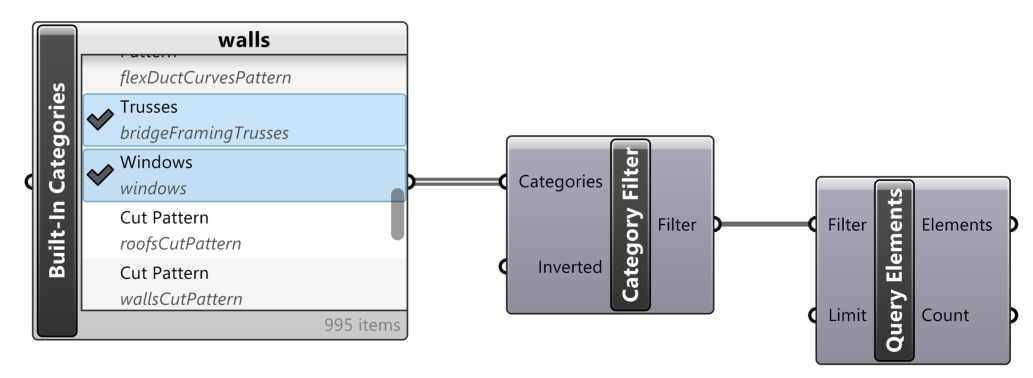 walls
Pattern
flexDuctCurvesPattern
Trusses
bridgeFramingTrusses
Windows
windows
Cut Pattern
roofsCutPattern
Cut Pattern
wallsCutPattern
995 items
Built-In Categories
Categories
Inverted
Category Filter
Filter
Filter
Limit
Query Elements
Elements
Count